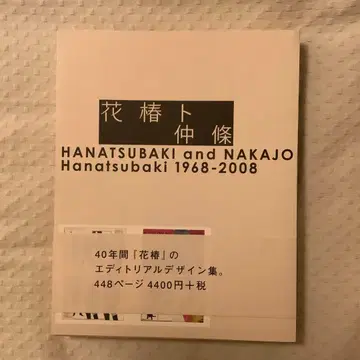 花椿ト
仲條
HANATSUBAKI and NAKAJO
Hanatsubaki 1968-2008
40年間『花椿』の
エディトリアルデザイン集。
448ページ 4400円+税